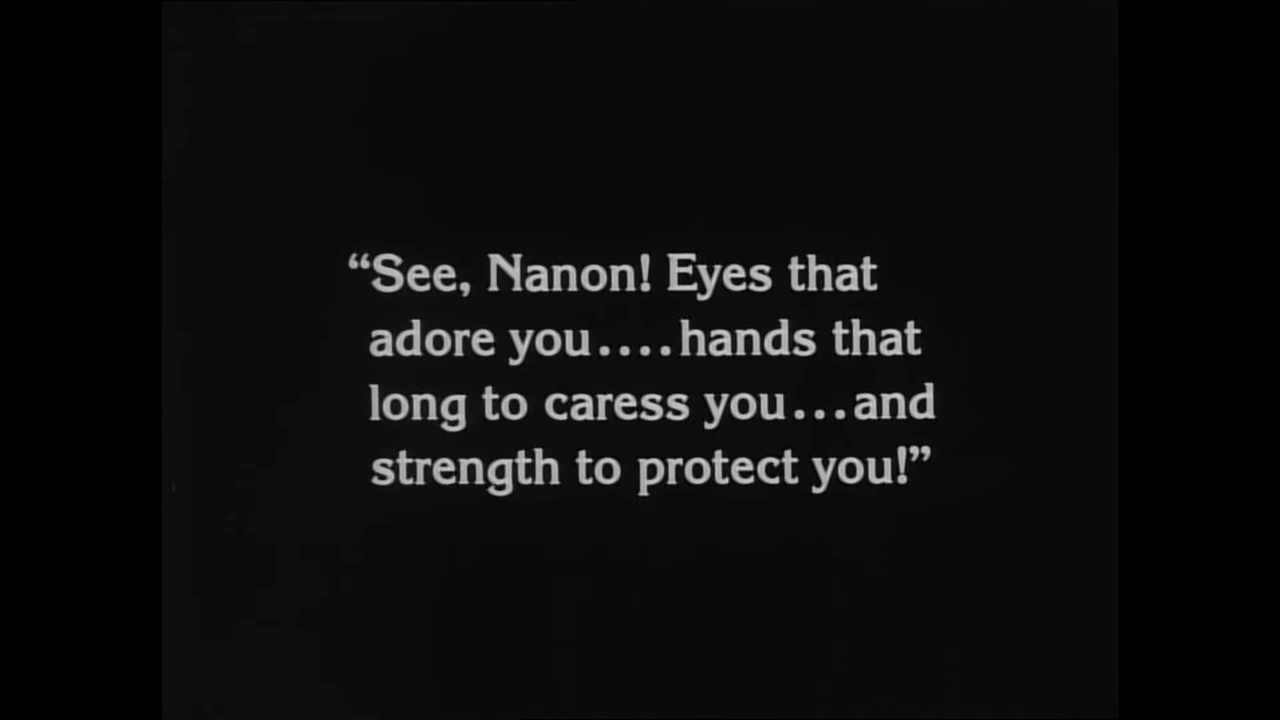 “See, Nanon! Eyes that
adore you....hands that
long to caress you...and
strength to protect you!”